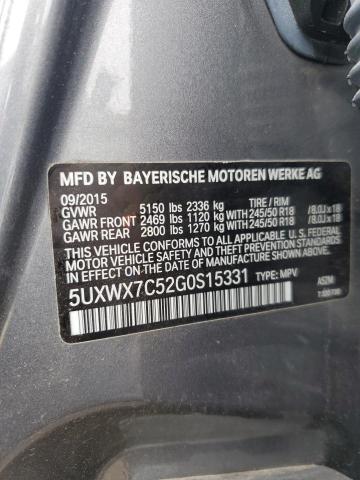 MFD BY BAYERISCHE MOTOREN WERKE AG
09/2015
GVWR 5150 lbs 2336 kg TIRE / RIM
GAWR FRONT 2469 lbs 1120 kg WITH 245/50 R18 / 8.0J x 18
GAWR REAR 2800 lbs 1270 kg WITH 245/50 R18 / 8.0J x 18
THIS VEHICLE CONFORMS TO ALL APPLICABLE U.S. FEDERAL MOTOR VEHICLE SAFETY, BUMPER AND THEFT PREVENTION STANDARDS IN EFFECT ON THE DATE OF MANUFACTURE SHOWN ABOVE.
5UXWX7C52G0S15331 TYPE: MPV